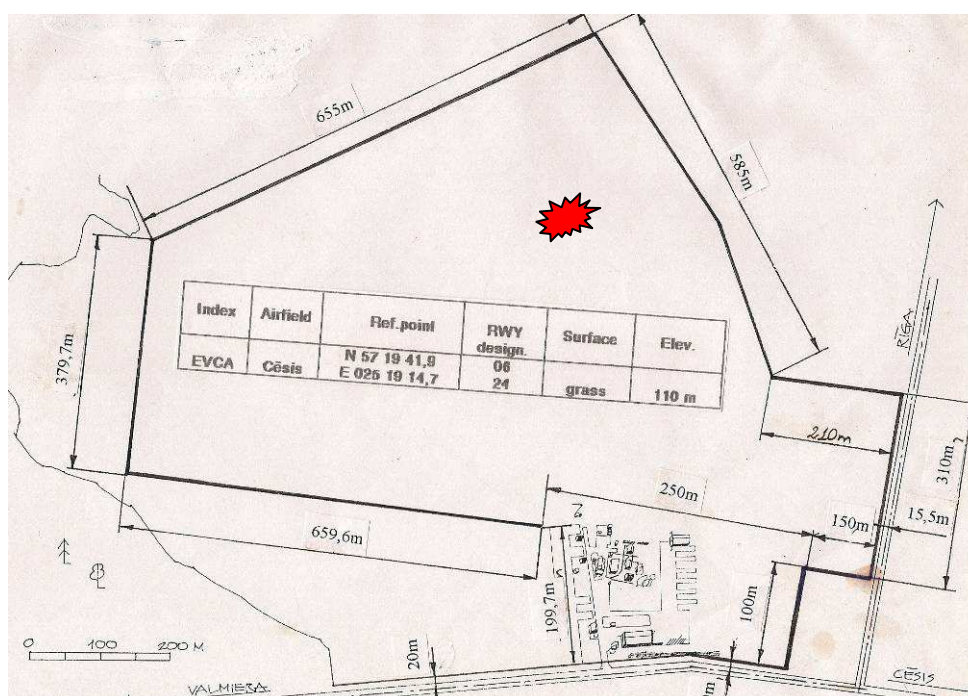 655m
585m
RĪGA
379,7m
Index Airfield Ref.point RWY design. Surface Elev.
EVCA Cēsis N 57 19 41,9 E 025 19 14,7 06 24 grass 110 m
210m
310m
250m
150m
15,5m
659,6m
199,7m
100m
20m
0 100 200 M
VALMIERA
CĒSIS